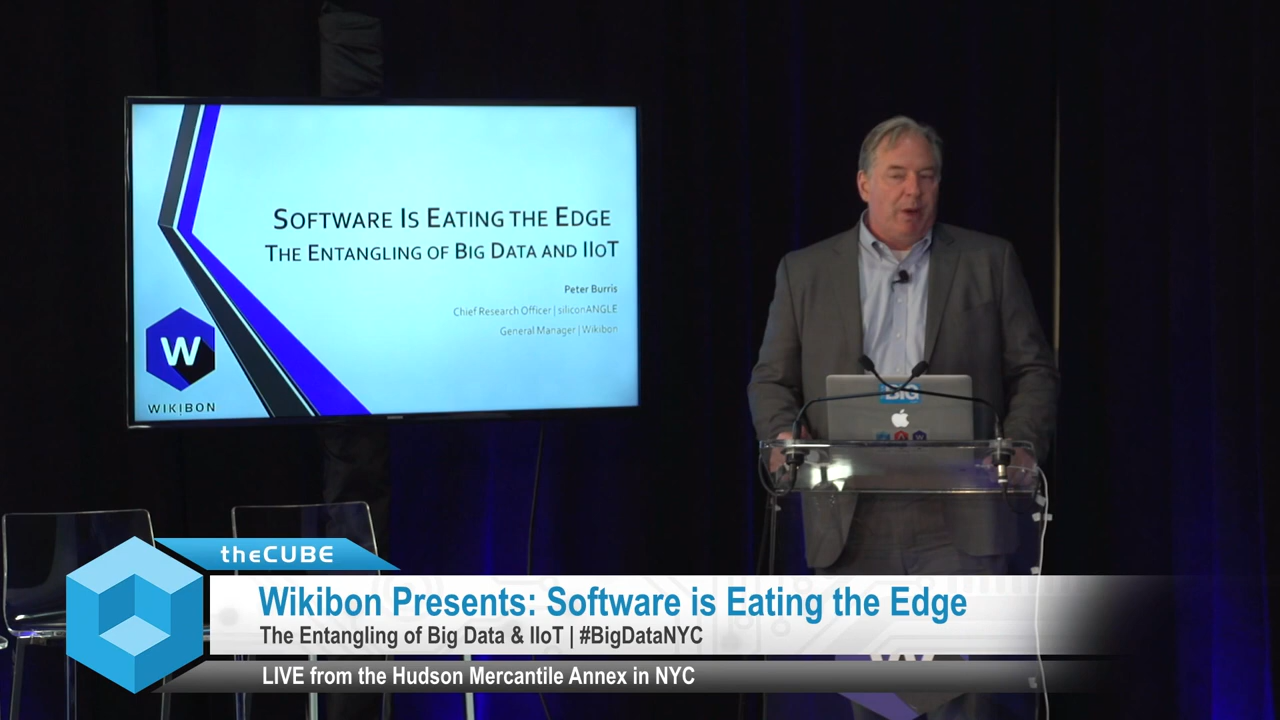 SOFTWARE IS EATING THE EDGE
THE ENTANGLING OF BIG DATA AND IIOT
Peter Burris
Chief Research Officer | siliconANGLE
General Manager | Wikibon
W
WIKIBON
BIG
theCUBE
Wikibon Presents: Software is Eating the Edge
The Entangling of Big Data & IIoT | #BigDataNYC
LIVE from the Hudson Mercantile Annex in NYC